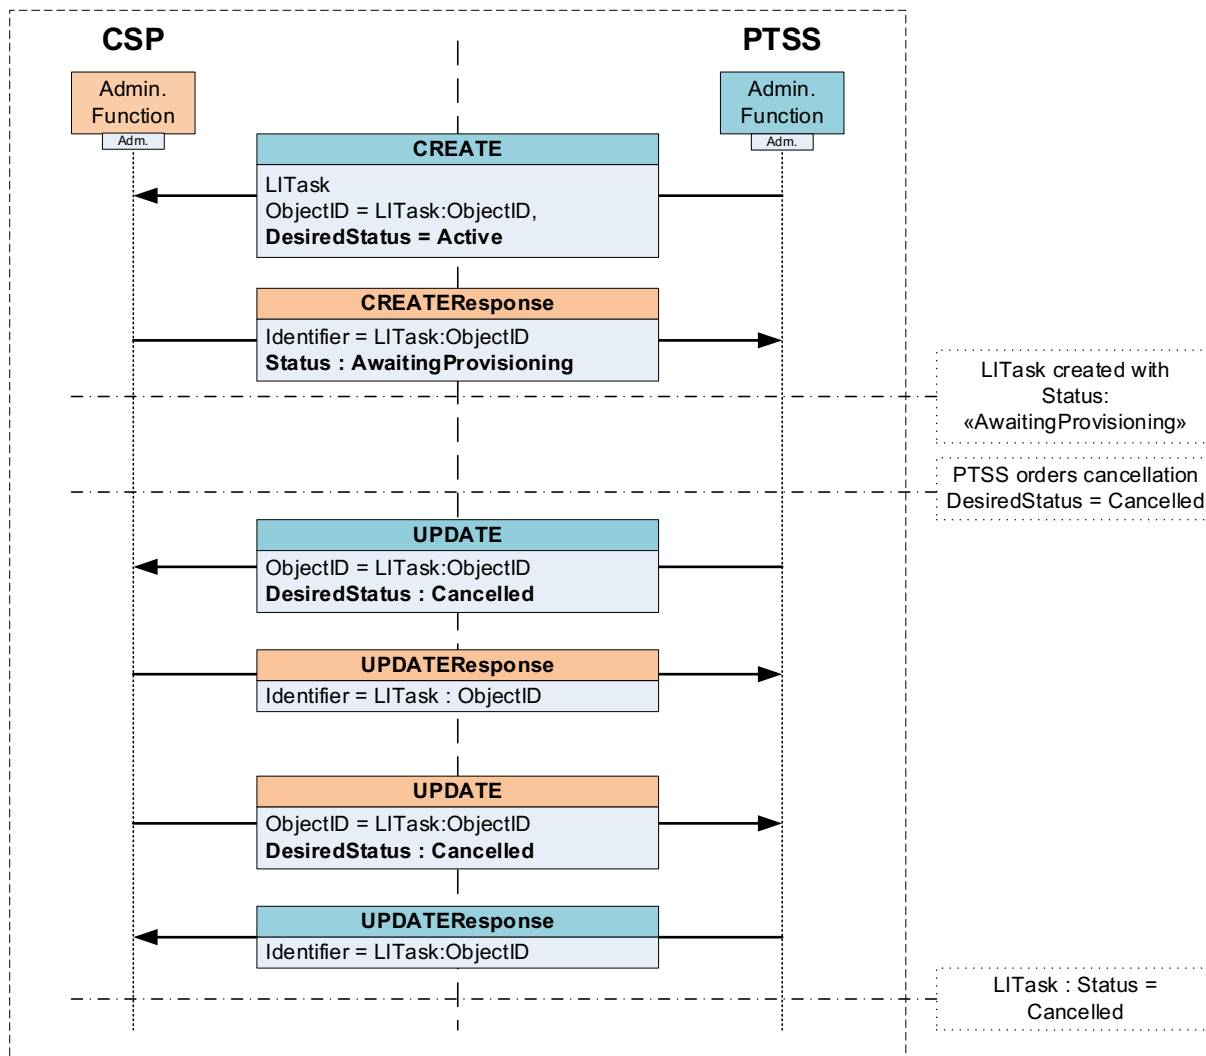 CSP
PTSS
Admin.
Function
Adm.
Admin.
Function
Adm.
CREATE
LITask
ObjectID = LITask:ObjectID,
DesiredStatus = Active
CREATEResponse
Identifier = LITask:ObjectID
Status : AwaitingProvisioning
LITask created with
Status:
«AwaitingProvisioning»
PTSS orders cancellation
DesiredStatus = Cancelled
UPDATE
ObjectID = LITask:ObjectID
DesiredStatus : Cancelled
UPDATEResponse
Identifier = LITask : ObjectID
UPDATE
ObjectID = LITask:ObjectID
DesiredStatus : Cancelled
UPDATEResponse
Identifier = LITask:ObjectID
LITask : Status =
Cancelled